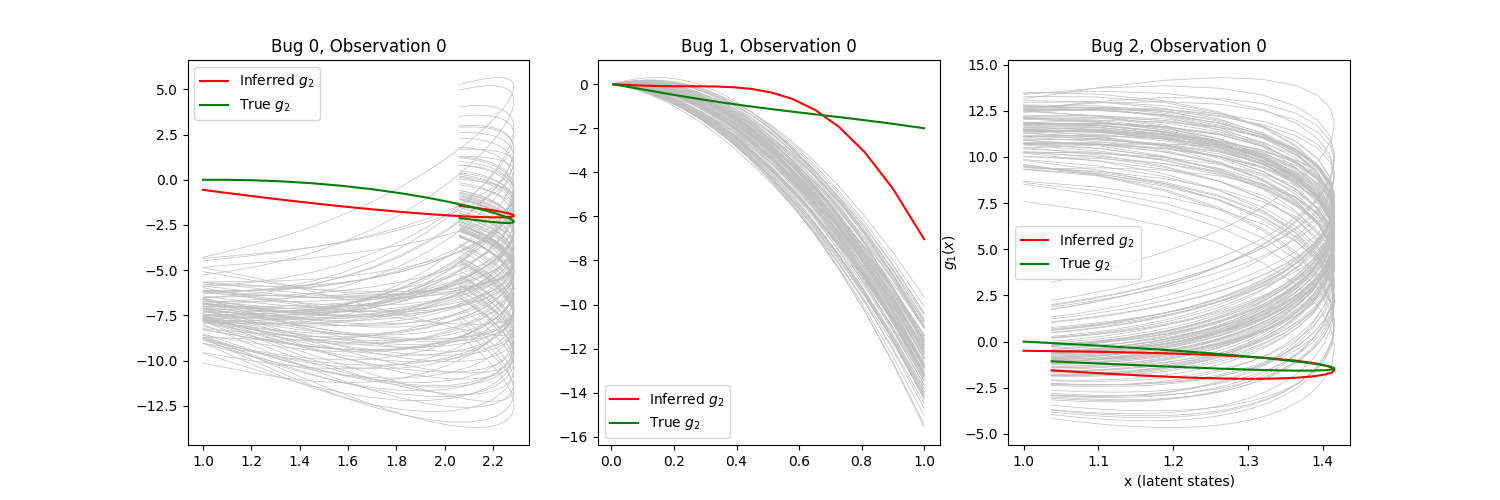 Bug 0, Observation 0
Inferred g₂
True g₂
5.0
2.5
0.0
−2.5
−5.0
−7.5
−10.0
−12.5
1.0 1.2 1.4 1.6 1.8 2.0 2.2
Bug 1, Observation 0
0
−2
−4
−6
−8
−10
−12
−14
−16
Inferred g₂
True g₂
0.0 0.2 0.4 0.6 0.8 1.0
Bug 2, Observation 0
g₁(x)
15.0
12.5
10.0
7.5
5.0
2.5
0.0
−2.5
−5.0
Inferred g₂
True g₂
1.0 1.1 1.2 1.3 1.4
x (latent states)